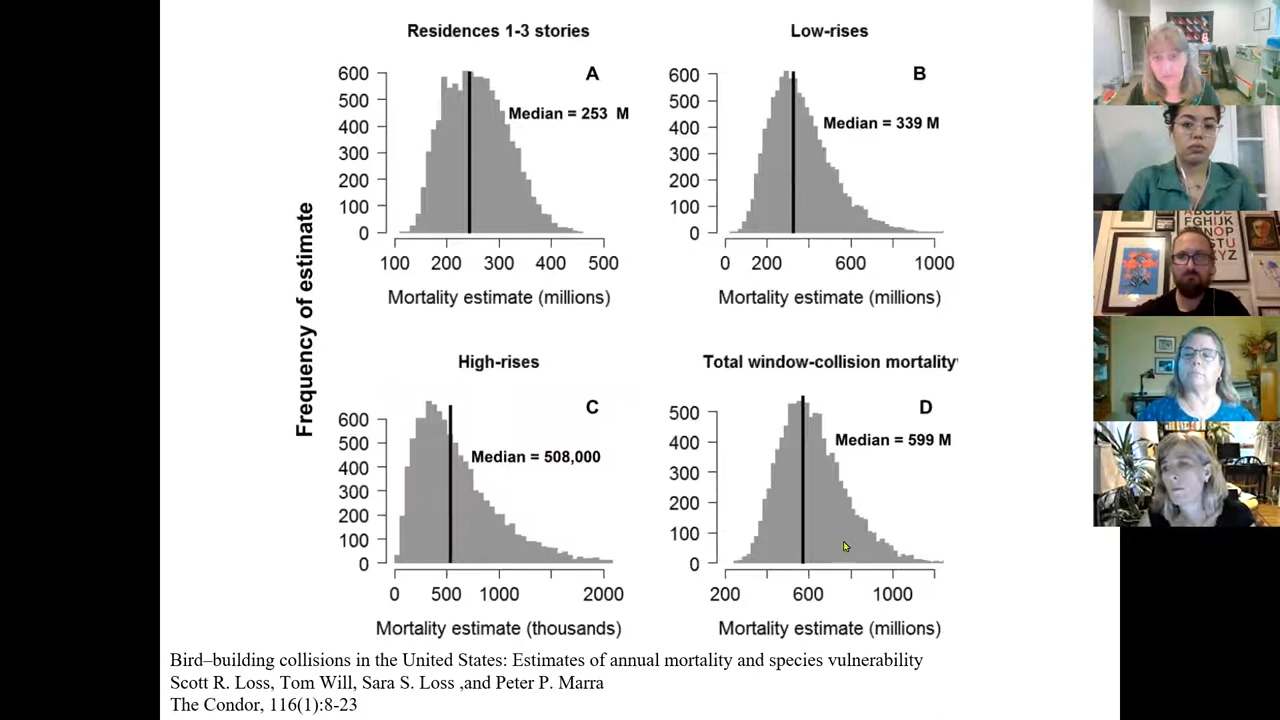 Residences 1-3 stories
A
Median = 253 M
600
500
400
300
200
100
0
100 200 300 400 500
Mortality estimate (millions)
Low-rises
B
Median = 339 M
600
500
400
300
200
100
0
0 200 600 1000
Mortality estimate (millions)
Frequency of estimate
High-rises
C
Median = 508,000
600
500
400
300
200
100
0
0 500 1000 2000
Mortality estimate (thousands)
Total window-collision mortality
D
Median = 599 M
500
400
300
200
100
0
200 600 1000
Mortality estimate (millions)
Bird–building collisions in the United States: Estimates of annual mortality and species vulnerability
Scott R. Loss, Tom Will, Sara S. Loss ,and Peter P. Marra
The Condor, 116(1):8-23